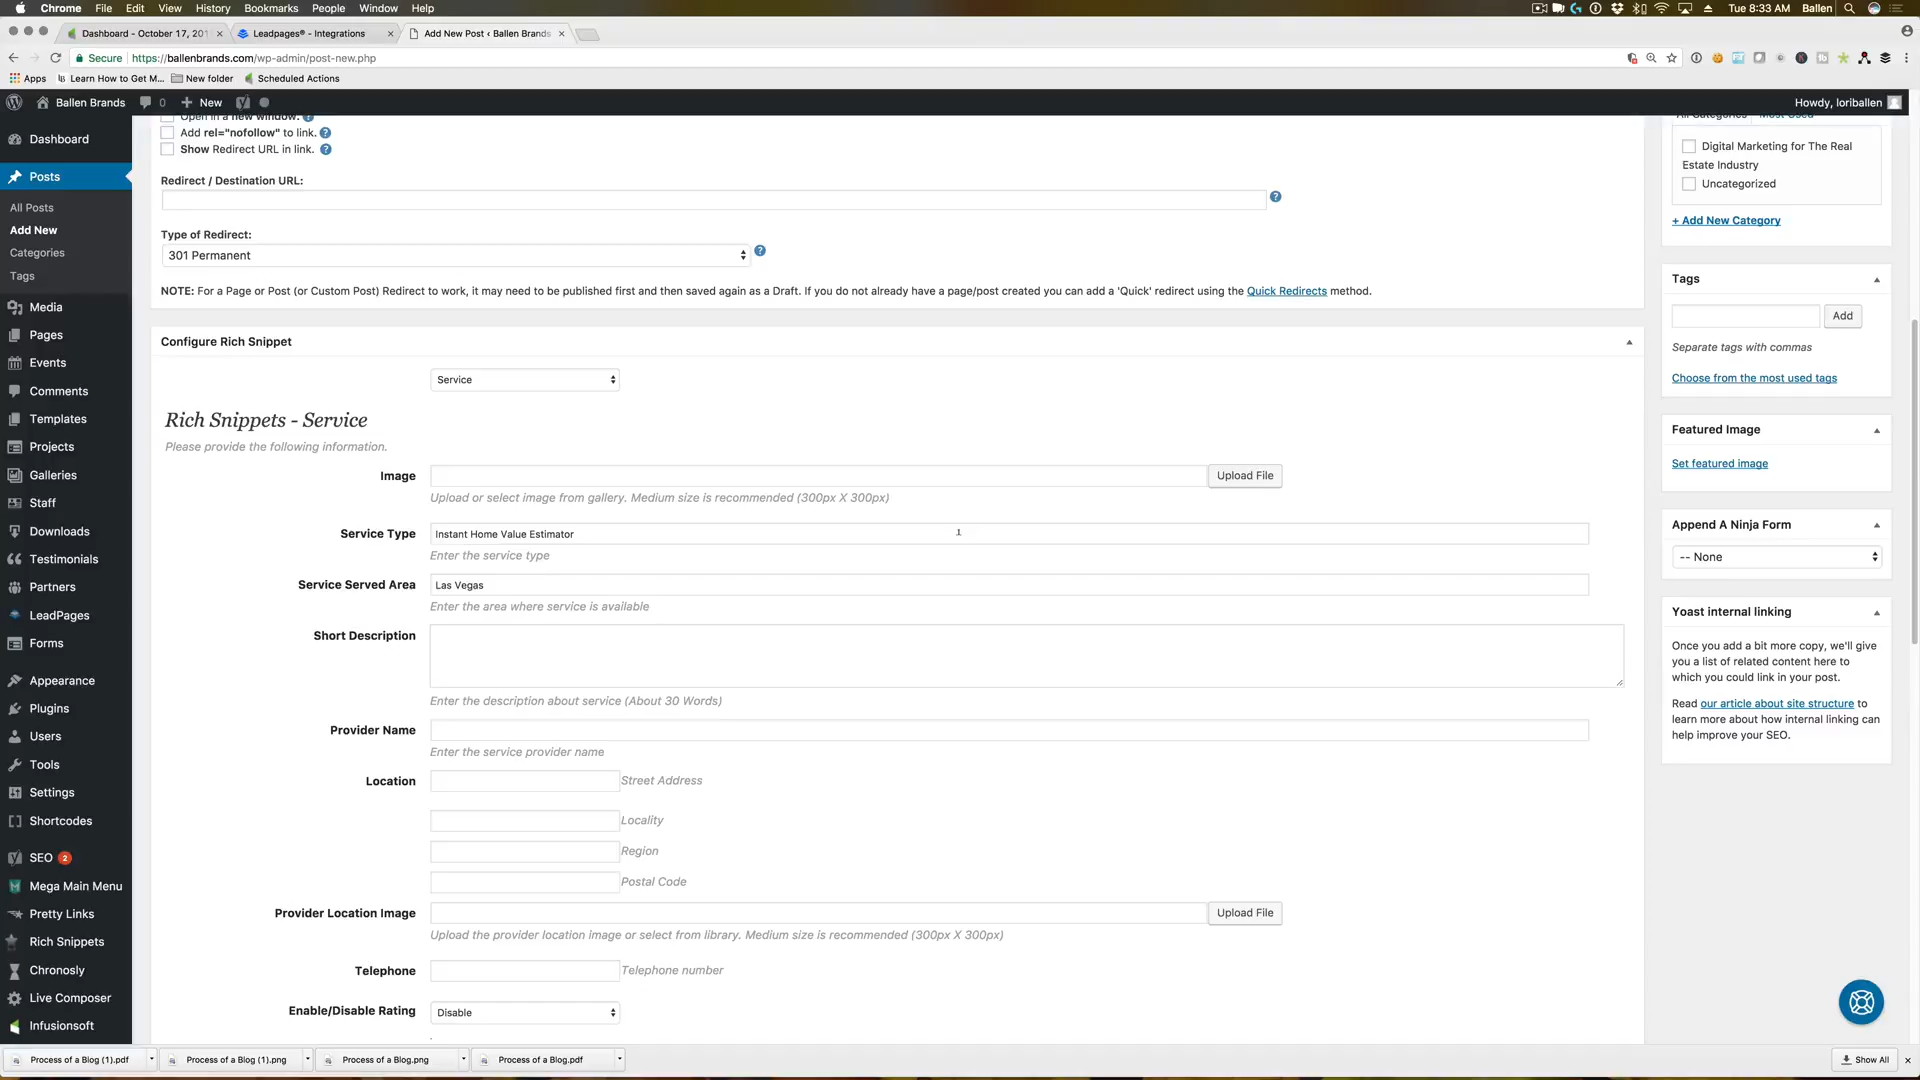 Chrome File Edit View History Bookmarks People Window Help
Tue 8:33 AM Ballen
Dashboard - October 17, 201 Leadpages® - Integrations Add New Post ‹ Ballen Brands
Secure https://ballenbrands.com/wp-admin/post-new.php
Apps Learn How to Get M... New folder Scheduled Actions
Ballen Brands 0 New Howdy, loriballen
Dashboard
Posts
All Posts
Add New
Categories
Tags
Media
Pages
Events
Comments
Templates
Projects
Galleries
Staff
Downloads
Testimonials
Partners
LeadPages
Forms
Appearance
Plugins
Users
Tools
Settings
Shortcodes
SEO 2
Mega Main Menu
Pretty Links
Rich Snippets
Chronosly
Live Composer
Infusionsoft
Open in a new window.
Add rel="nofollow" to link.
Show Redirect URL in link.
Redirect / Destination URL:
Type of Redirect:
301 Permanent
NOTE: For a Page or Post (or Custom Post) Redirect to work, it may need to be published first and then saved again as a Draft. If you do not already have a page/post created you can add a 'Quick' redirect using the Quick Redirects method.
Configure Rich Snippet
Service
Rich Snippets - Service
Please provide the following information.
Image Upload File
Upload or select image from gallery. Medium size is recommended (300px X 300px)
Service Type Instant Home Value Estimator
Enter the service type
Service Served Area Las Vegas
Enter the area where service is available
Short Description
Enter the description about service (About 30 Words)
Provider Name
Enter the service provider name
Location Street Address
Locality
Region
Postal Code
Provider Location Image Upload File
Upload the provider location image or select from library. Medium size is recommended (300px X 300px)
Telephone Telephone number
Enable/Disable Rating Disable
All Categories Most Used
Digital Marketing for The Real
Estate Industry
Uncategorized
+ Add New Category
Tags
Add
Separate tags with commas
Choose from the most used tags
Featured Image
Set featured image
Append A Ninja Form
-- None
Yoast internal linking
Once you add a bit more copy, we'll give
you a list of related content here to
which you could link in your post.
Read our article about site structure to
learn more about how internal linking can
help improve your SEO.
Process of a Blog (1).pdf Process of a Blog (1).png Process of a Blog.png Process of a Blog.pdf Show All